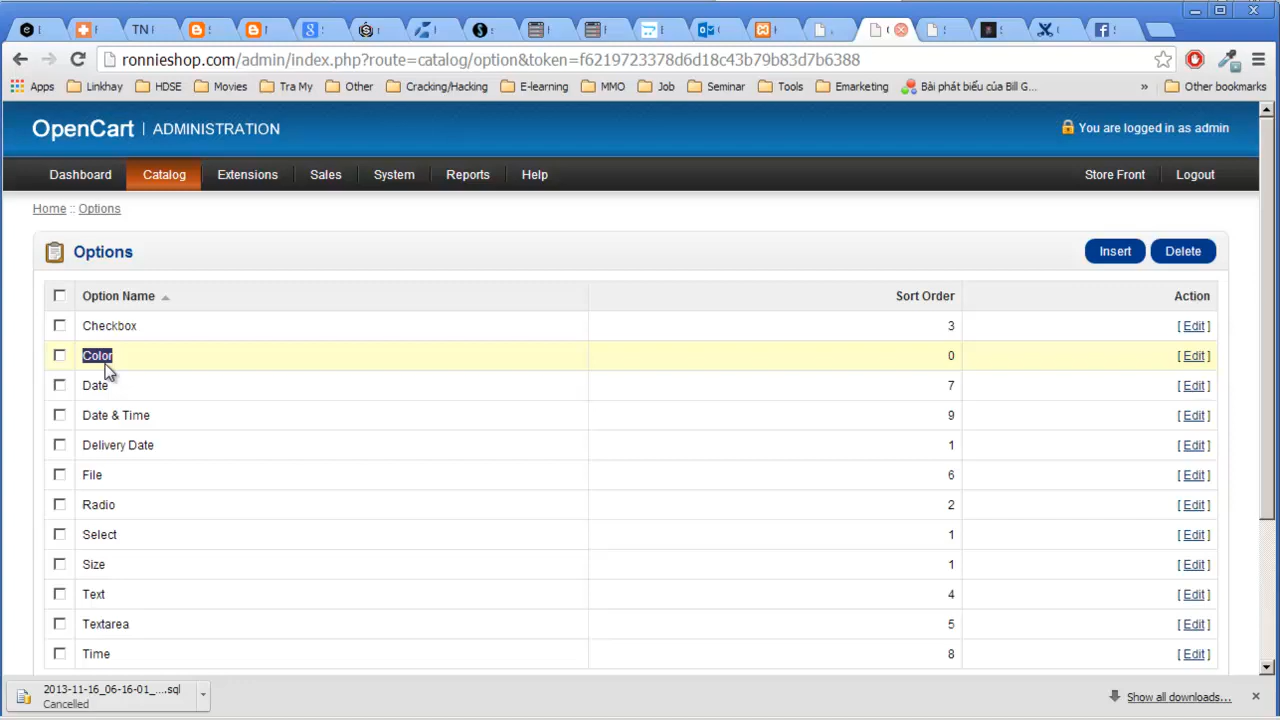 TN
ronnieshop.com/admin/index.php?route=catalog/option&token=f6219723378d6d18c43b79b83d7b6388
Apps Linkhay HDSE Movies Tra My Other Cracking/Hacking E-learning MMO Job Seminar Tools Emarketing Bài phát biểu của Bill G... » Other bookmarks
OpenCart | ADMINISTRATION You are logged in as admin
Dashboard Catalog Extensions Sales System Reports Help Store Front Logout
Home :: Options
Options Insert Delete
Option Name Sort Order Action
Checkbox 3 [ Edit ]
Color 0 [ Edit ]
Date 7 [ Edit ]
Date & Time 9 [ Edit ]
Delivery Date 1 [ Edit ]
File 6 [ Edit ]
Radio 2 [ Edit ]
Select 1 [ Edit ]
Size 1 [ Edit ]
Text 4 [ Edit ]
Textarea 5 [ Edit ]
Time 8 [ Edit ]
2013-11-16_06-16-01_....sql
Cancelled
Show all downloads...